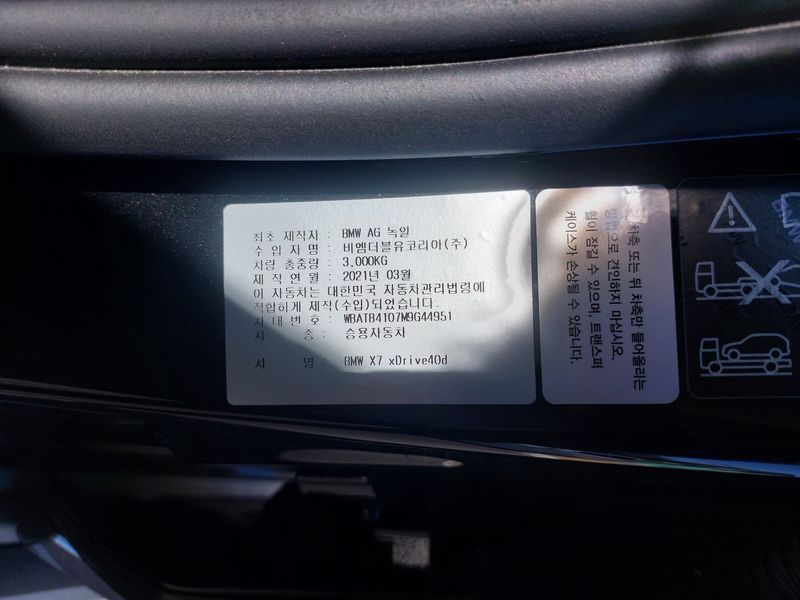 최초 제작자 : BMW AG 독일
수 입 자 명 : 비엠더블유코리아(주)
차량 총중량 : 3,000KG
제 작 연 월 : 2021년 03월
이 자동차는 대한민국 자동차관리법령에
적합하게 제작(수입)되었습니다.
차 대 번 호 : WBATB4107M9G44951
차 종 : 승용자동차
차 명 : BMW X7 xDrive40d
차축 또는 뒤 차축만 들어올리는
방법으로 견인하지 마십시오.
휠이 잠길 수 있으며, 트랜스퍼
케이스가 손상될 수 있습니다.